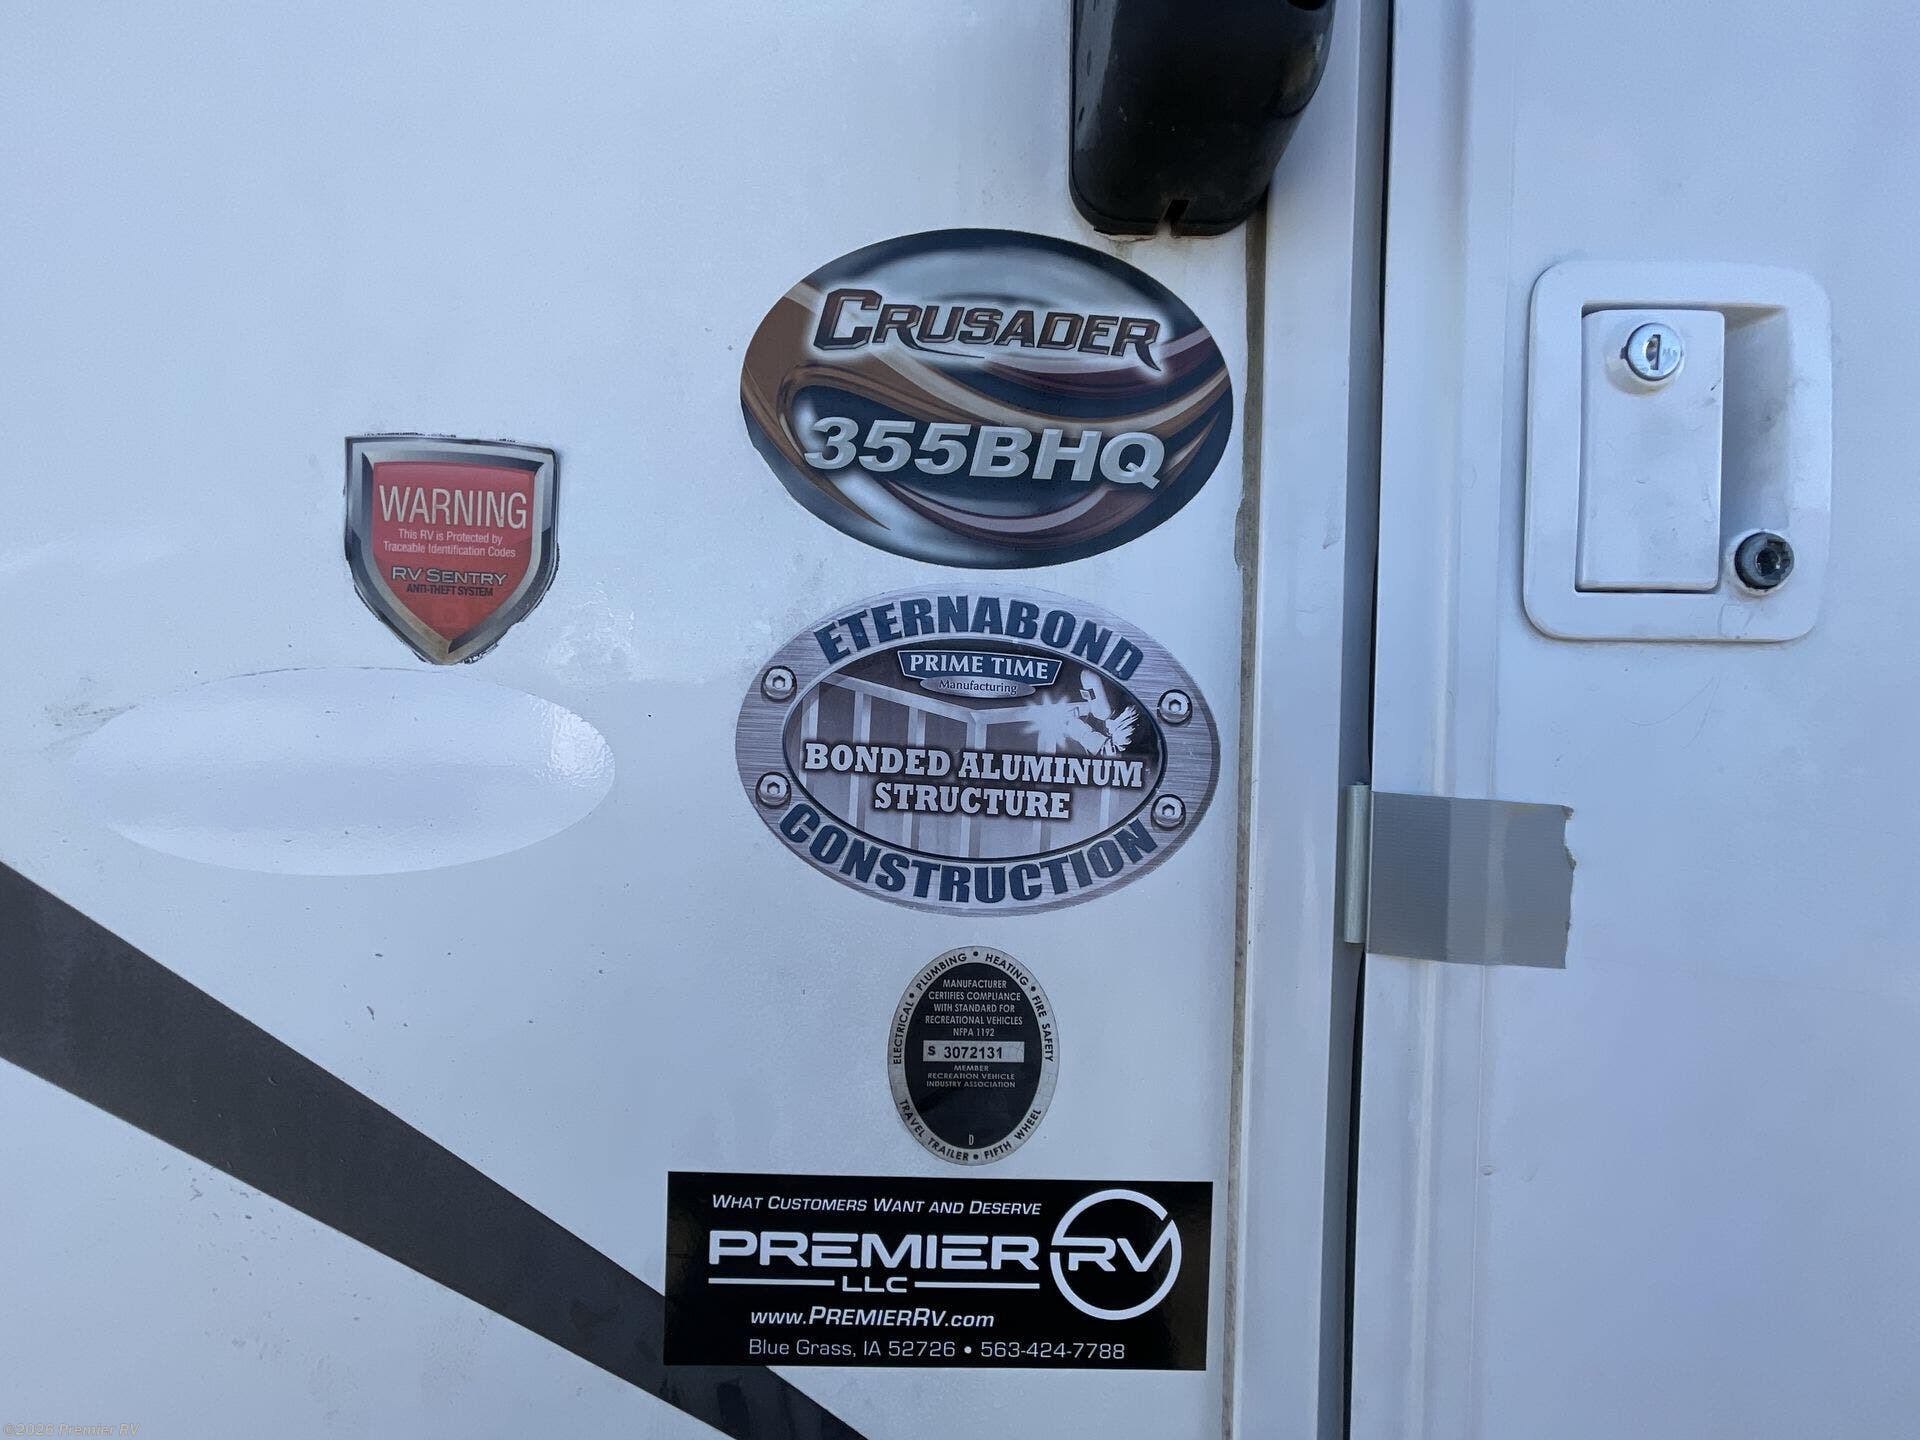 CRUSADER
355BHQ
WARNING
This RV is Protected by
Traceable Identification Codes
RV SENTRY
ANTI-THEFT SYSTEM
ETERNABOND
PRIME TIME
Manufacturing
BONDED ALUMINUM
STRUCTURE
CONSTRUCTION
ELECTRICAL • PLUMBING • HEATING • FIRE SAFETY
MANUFACTURER
CERTIFIES COMPLIANCE
WITH STANDARD FOR
RECREATIONAL VEHICLES
NFPA 1192
S 3072131
MEMBER
RECREATION VEHICLE
INDUSTRY ASSOCIATION
D
TRAVEL TRAILER • FIFTH WHEEL
WHAT CUSTOMERS WANT AND DESERVE
PREMIER RV
LLC
www.PREMIERRV.com
Blue Grass, IA 52726 • 563-424-7788
©2026 Premier RV